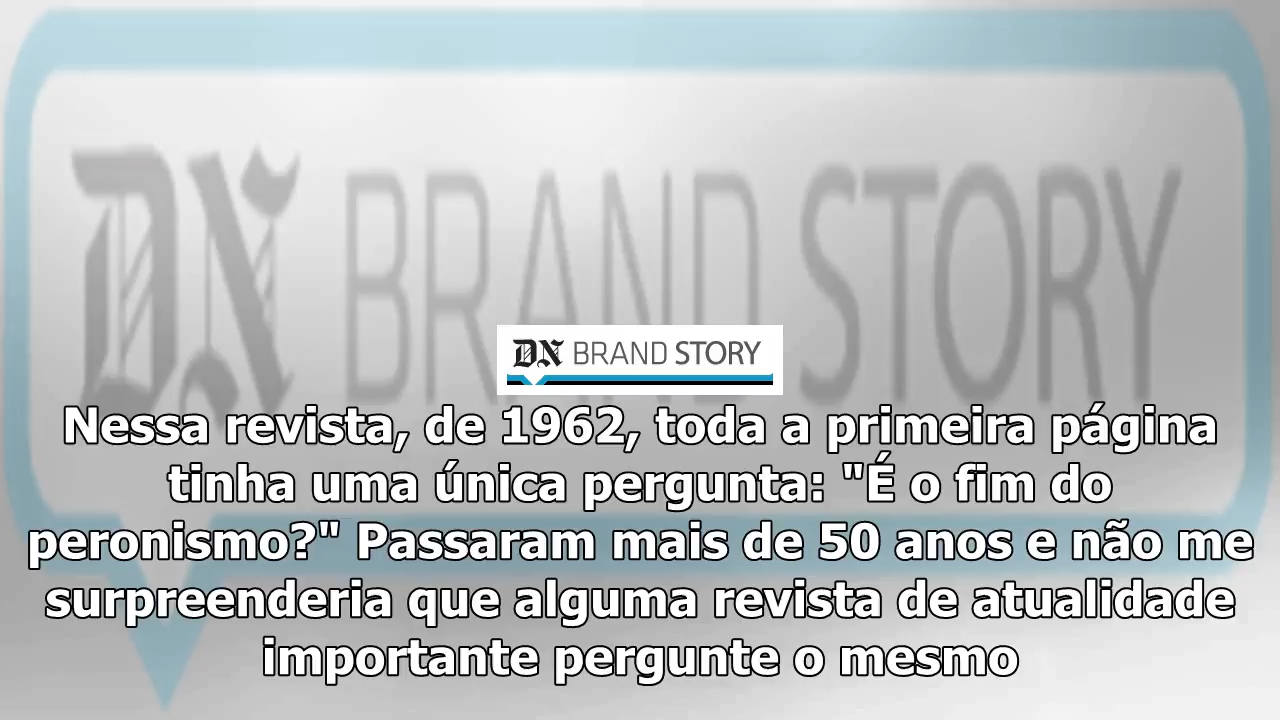 DN BRAND STORY
DN BRAND STORY
Nessa revista, de 1962, toda a primeira página
tinha uma única pergunta: "É o fim do
peronismo?" Passaram mais de 50 anos e não me
surpreenderia que alguma revista de atualidade
importante pergunte o mesmo